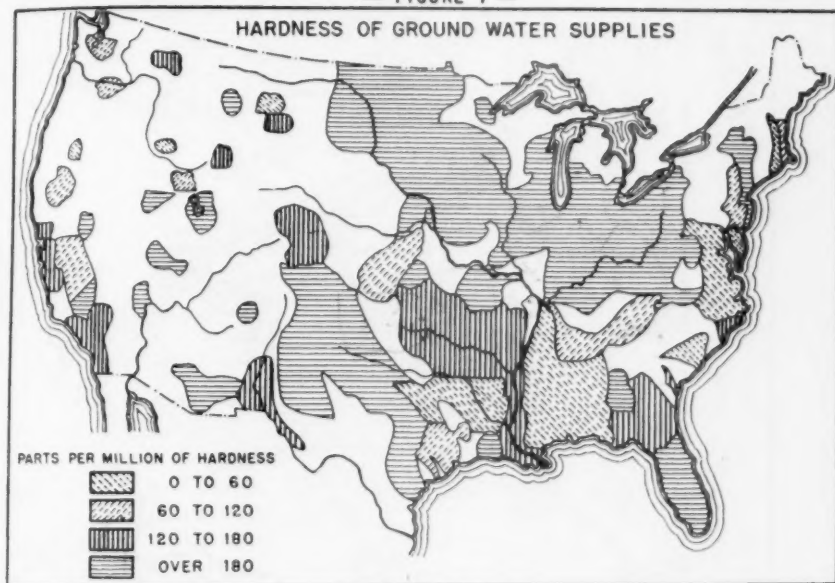 HARDNESS OF GROUND WATER SUPPLIES
PARTS PER MILLION OF HARDNESS
0 TO 60
60 TO 120
120 TO 180
OVER 180